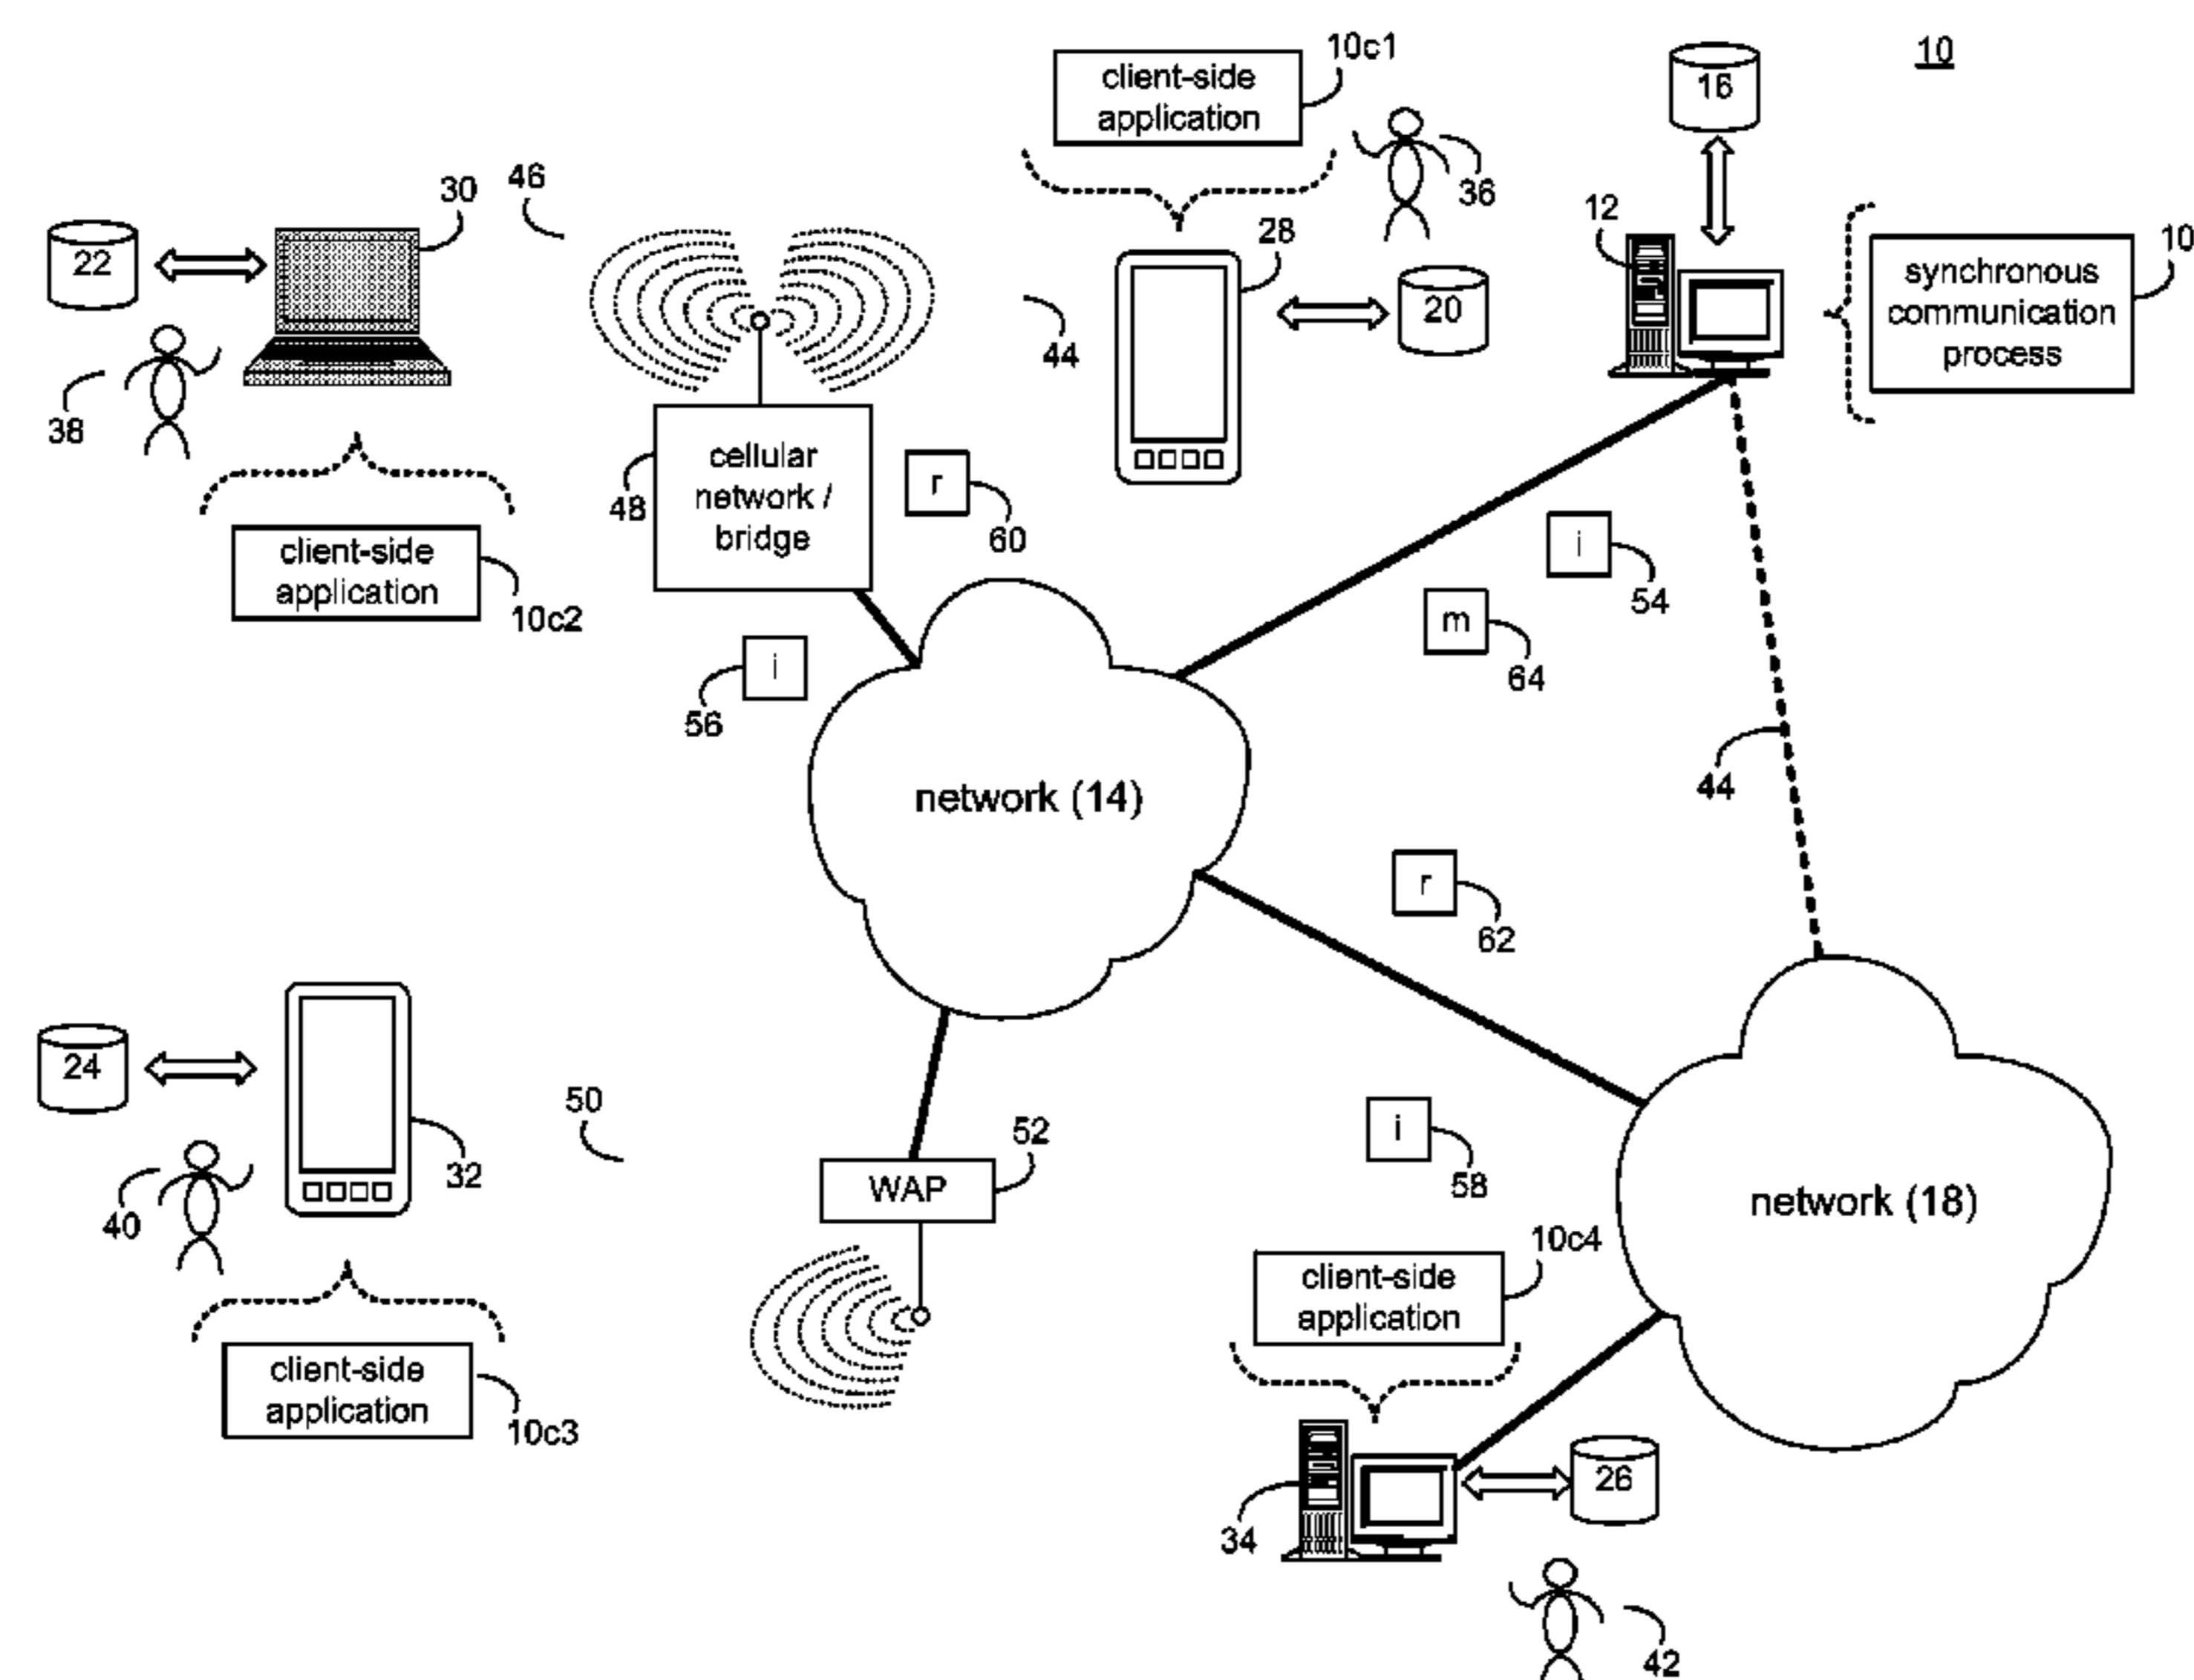 10c1
client-side
application
16
10
30
46
36
28
12
10
22
20
synchronous
communication
process
44
38
cellular
network /
bridge
48
r
60
i
54
client-side
application
10c2
m
64
i
56
network (14)
44
r
62
24
50
52
i
58
32
WAP
40
network (18)
10c4
client-side
application
client-side
application
10c3
26
34
42